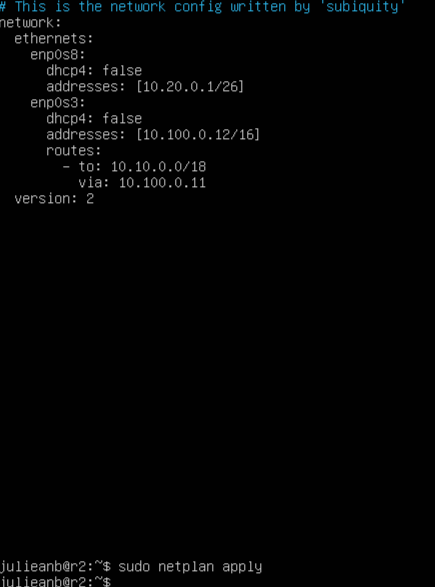 # This is the network config written by 'subiquity'
network:
  ethernets:
    enp0s8:
      dhcp4: false
      addresses: [10.20.0.1/26]
    enp0s3:
      dhcp4: false
      addresses: [10.100.0.12/16]
      routes:
        - to: 10.10.0.0/18
          via: 10.100.0.11
  version: 2
julieanb@r2:~$ sudo netplan apply
julieanb@r2:~$